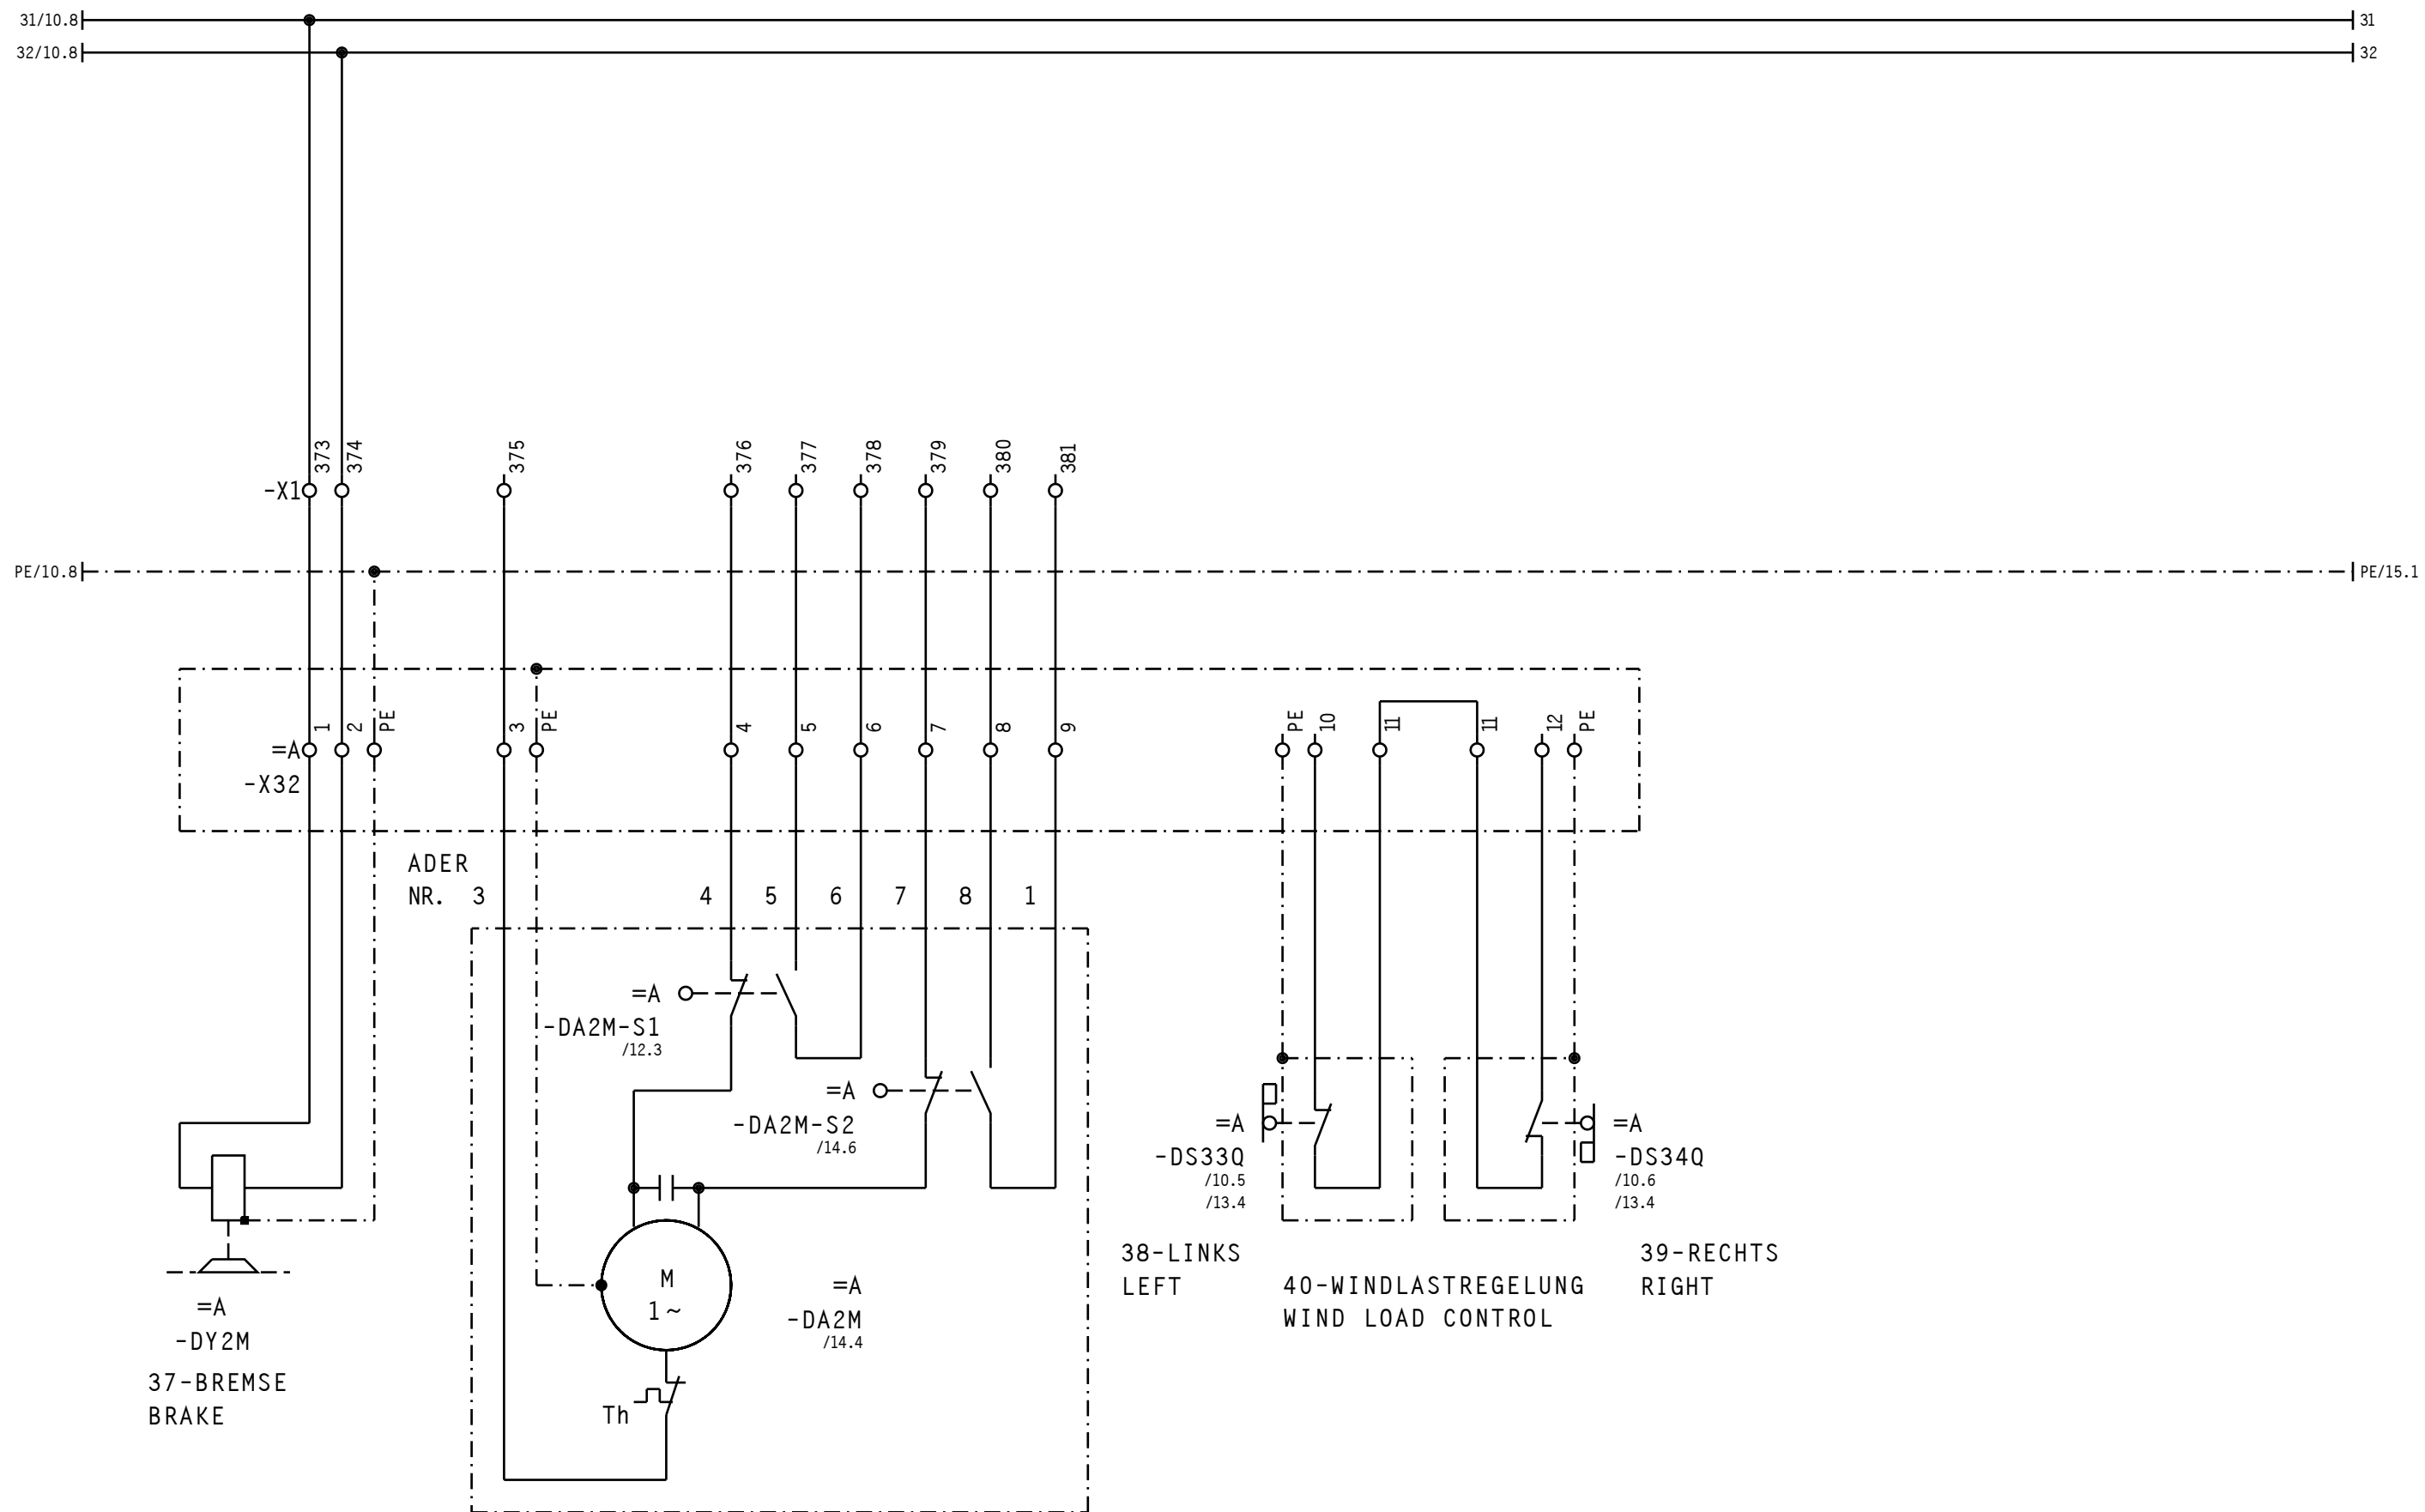 31/10.8 31
32/10.8 32
373 374 375 376 377 378 379 380 381
-X1
PE/10.8 PE/15.1
1 2 PE 3 PE 4 5 6 7 8 9 PE 10 11 11 12 PE
=A
-X32
ADER
NR. 3 4 5 6 7 8 1
=A
-DA2M-S1
/12.3
=A
-DA2M-S2
/14.6
=A
-DS33Q
/10.5
/13.4
=A
-DS34Q
/10.6
/13.4
38-LINKS
LEFT
40-WINDLASTREGELUNG
WIND LOAD CONTROL
39-RECHTS
RIGHT
M
1~
=A
-DA2M
/14.4
=A
-DY2M
37-BREMSE
BRAKE
Th